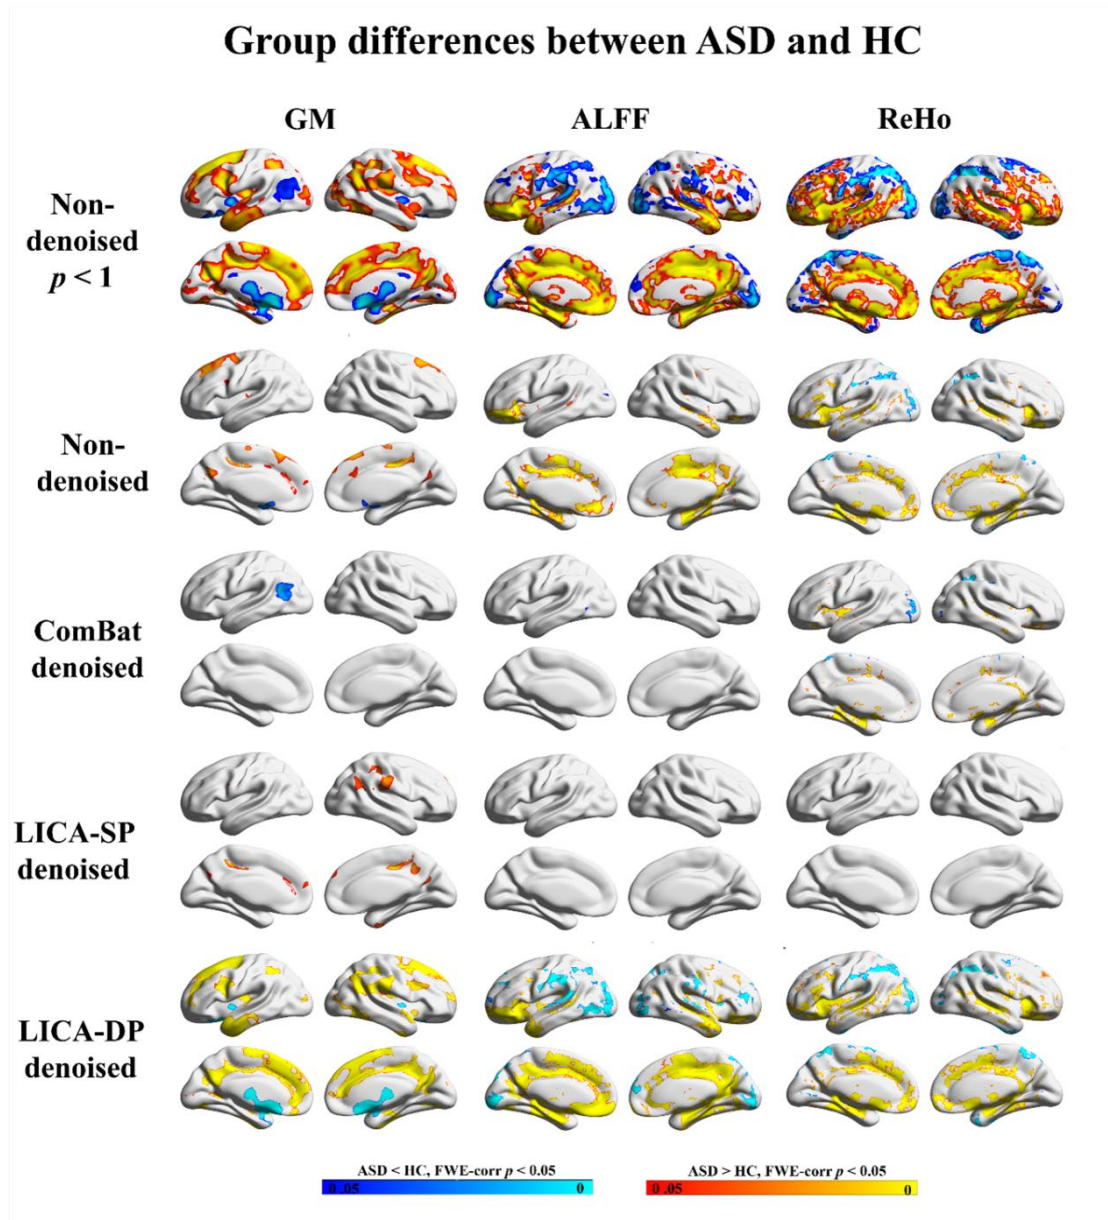 Group differences between ASD and HC
GM ALFF ReHo
Non-
denoised
p < 1
Non-
denoised
ComBat
denoised
LICA-SP
denoised
LICA-DP
denoised
ASD < HC, FWE-corr p < 0.05 ASD > HC, FWE-corr p < 0.05
0 .05 0 0 .05 0